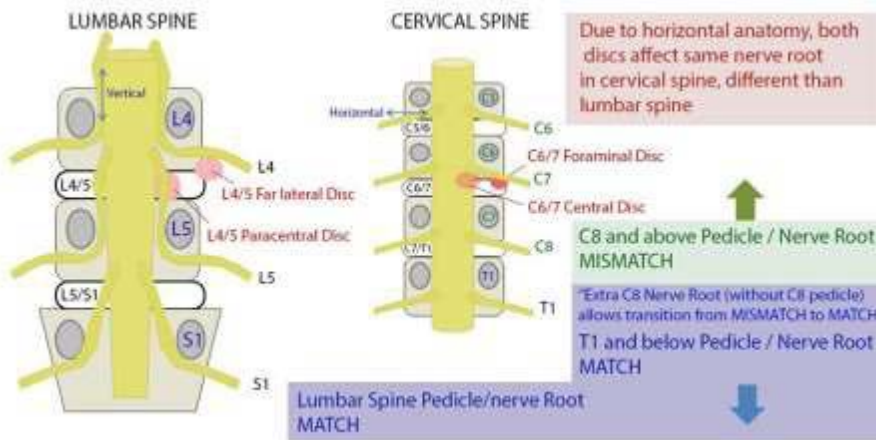 LUMBAR SPINE
Vertical
L4
L4
L4/5
L4/5 Far lateral Disc
L5
L4/5 Paracentral Disc
L5
L5/S1
S1
S1
CERVICAL SPINE
Horizontal
C5
C5/6
C6
C6
C6/7 Foraminal Disc
C7
C6/7
C6/7 Central Disc
C7
C7/T1
C8
T1
T1
Due to horizontal anatomy, both
discs affect same nerve root
in cervical spine, different than
lumbar spine
C8 and above Pedicle / Nerve Root
MISMATCH
*Extra C8 Nerve Root (without C8 pedicle)
allows transition from MISMATCH to MATCH
T1 and below Pedicle / Nerve Root
MATCH
Lumbar Spine Pedicle/nerve Root
MATCH